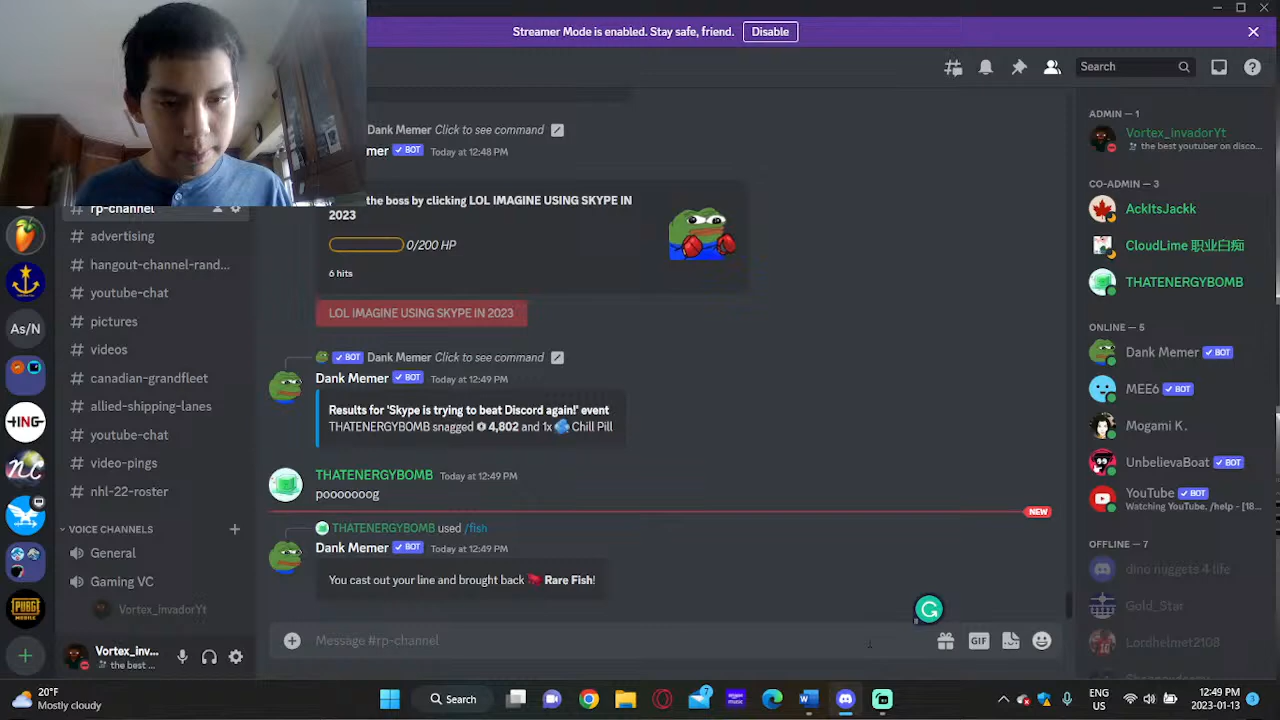 Streamer Mode is enabled. Stay safe, friend. Disable
Search
Dank Memer Click to see command
mer BOT Today at 12:48 PM
the boss by clicking LOL IMAGINE USING SKYPE IN
2023
0/200 HP
6 hits
LOL IMAGINE USING SKYPE IN 2023
BOT Dank Memer Click to see command
Dank Memer BOT Today at 12:49 PM
Results for 'Skype is trying to beat Discord again!' event
THATENERGYBOMB snagged 4,802 and 1x Chill Pill
THATENERGYBOMB Today at 12:49 PM
pooooooog
NEW
THATENERGYBOMB used /fish
Dank Memer BOT Today at 12:49 PM
You cast out your line and brought back Rare Fish!
Message #rp-channel
GIF
rp-channel
advertising
hangout-channel-rand...
youtube-chat
pictures
videos
canadian-grandfleet
allied-shipping-lanes
youtube-chat
video-pings
nhl-22-roster
VOICE CHANNELS
General
Gaming VC
Vortex_invadorYt
Vortex_inv...
the best ...
As/N
HNG
nC
PUBG
MOBILE
ADMIN — 1
Vortex_invadorYt
the best youtuber on disco...
CO-ADMIN — 3
AckItsJackk
CloudLime 职业白痴
THATENERGYBOMB
ONLINE — 5
Dank Memer BOT
MEE6 BOT
Mogami K.
UnbelievaBoat BOT
YouTube BOT
Watching YouTube. /help - [18...
OFFLINE — 7
dino nuggets 4 life
Gold_Star
Lordhelmet2108
20°F
Mostly cloudy
Search
7
ENG
US
12:49 PM
2023-01-13
3